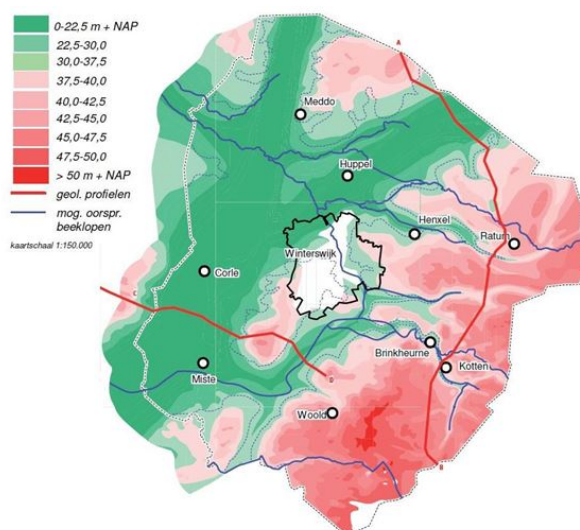 0-22,5 m + NAP
22,5-30,0
30,0-37,5
37,5-40,0
40,0-42,5
42,5-45,0
45,0-47,5
47,5-50,0
> 50 m + NAP
geol. profielen
mog. oorspr.
beeklopen
kaartschaal 1:150.000
A
Meddo
Huppel
Henxel
Ratum
Winterswijk
Corle
C
Brinkheurne
Kotten
Miste
D
Woold
B